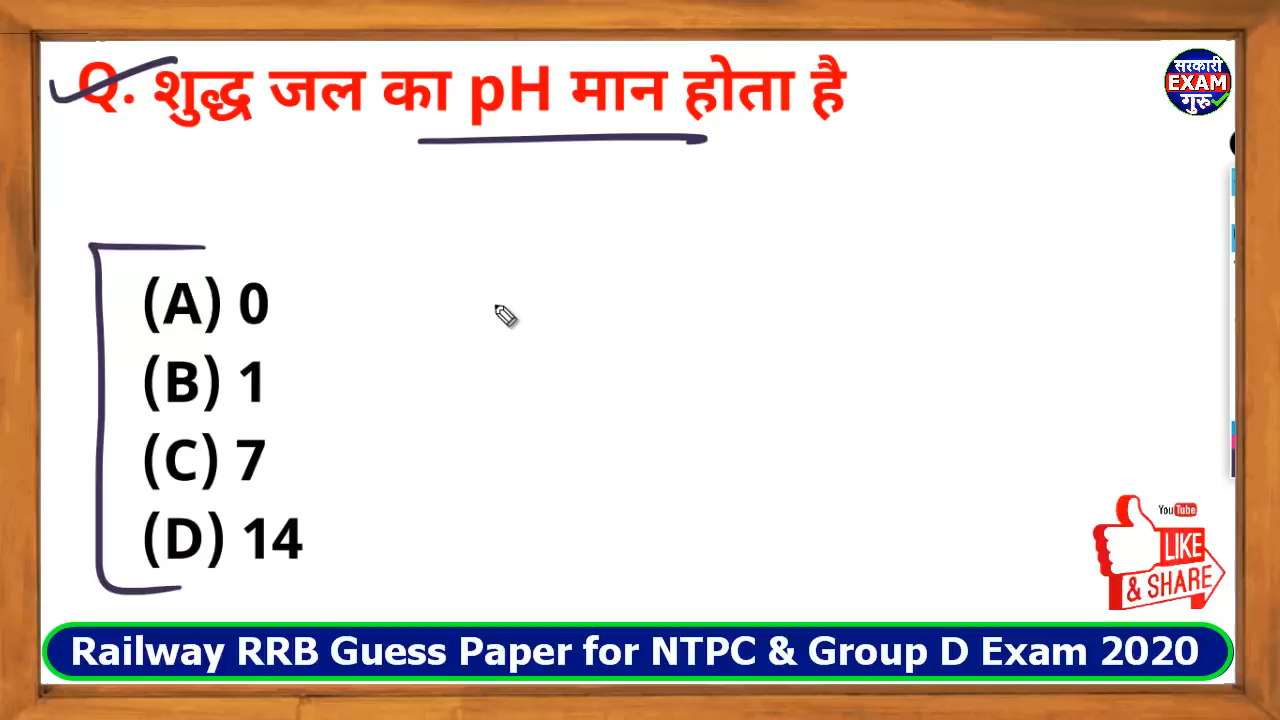 Q. शुद्ध जल का pH मान होता है
सरकारी
EXAM
गुरु
(A) 0
(B) 1
(C) 7
(D) 14
YouTube
LIKE
& SHARE
Railway RRB Guess Paper for NTPC & Group D Exam 2020